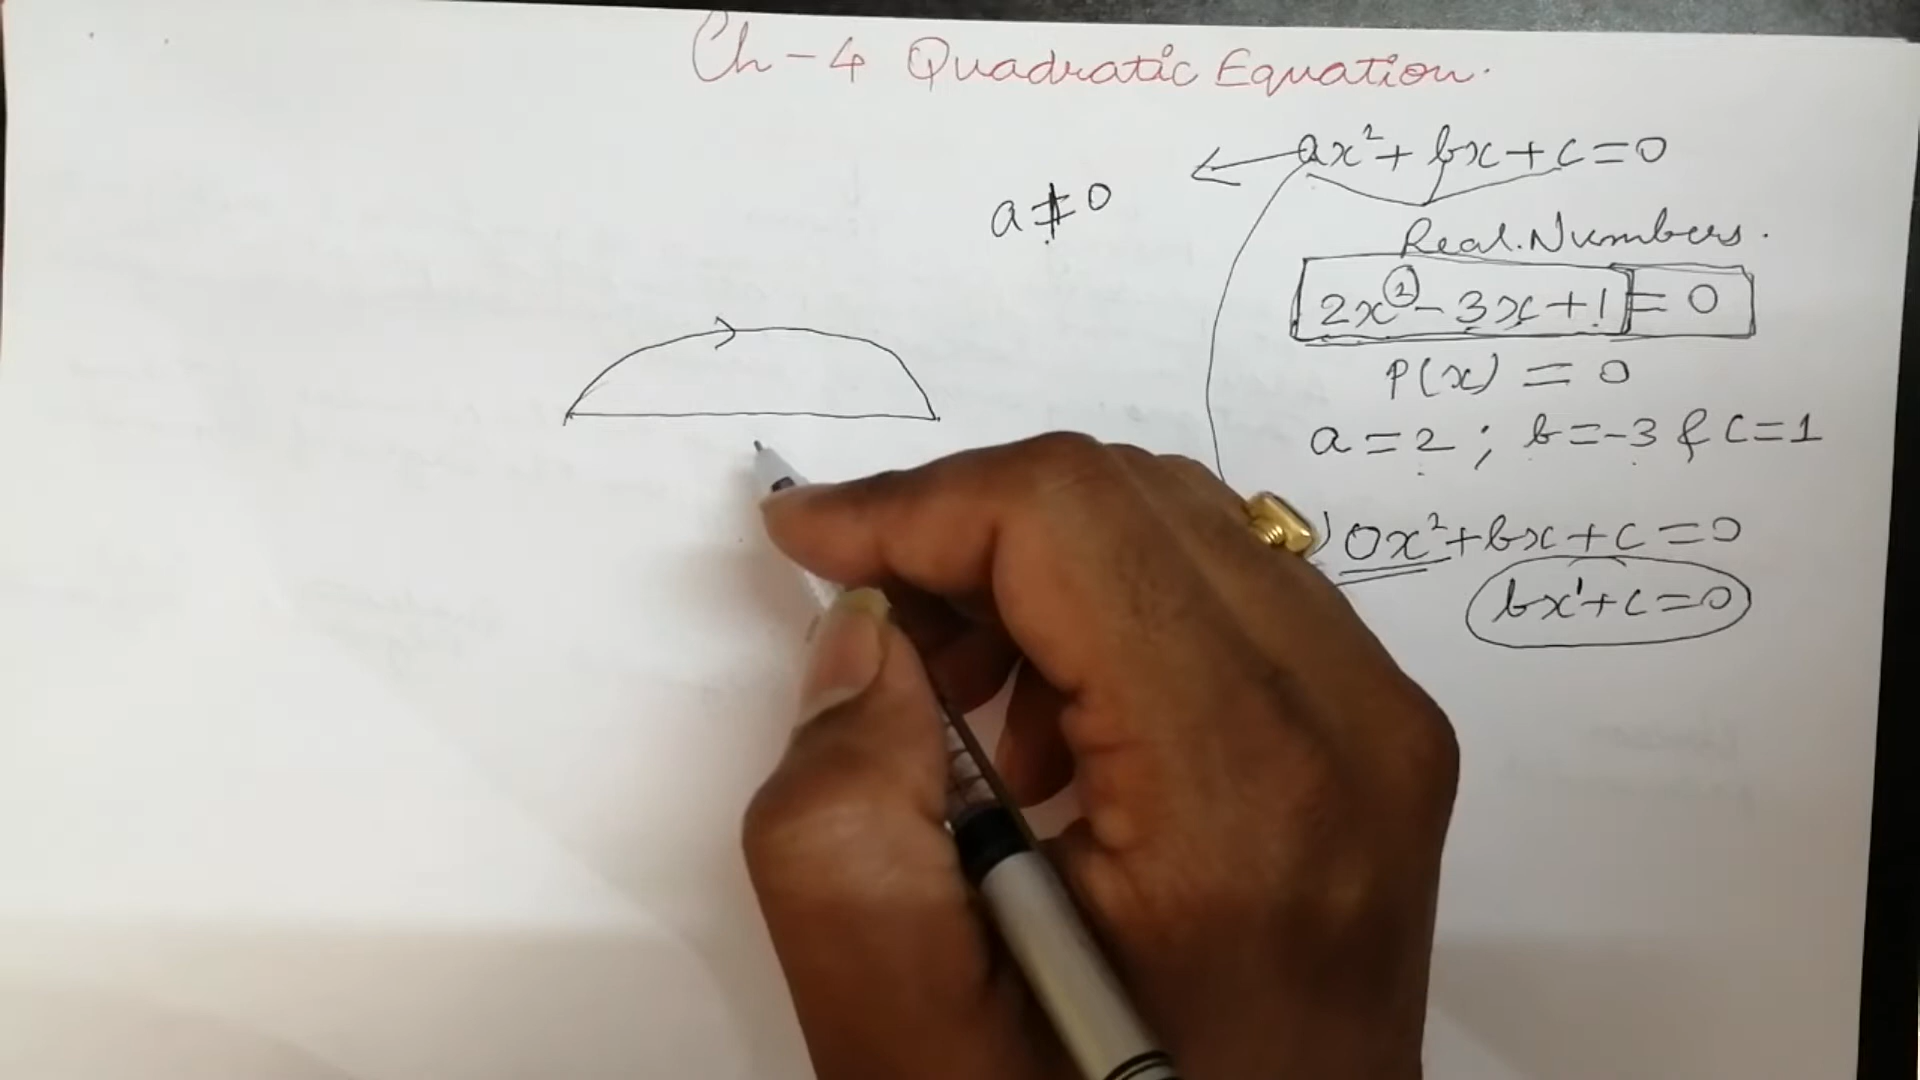 Ch-4 Quadratic Equation.
ax²+bx+c=0
a≠0
Real Numbers.
2x²-3x+1=0
P(x)=0
a=2; b=-3 & c=1
0x²+bx+c=0
bx¹+c=0